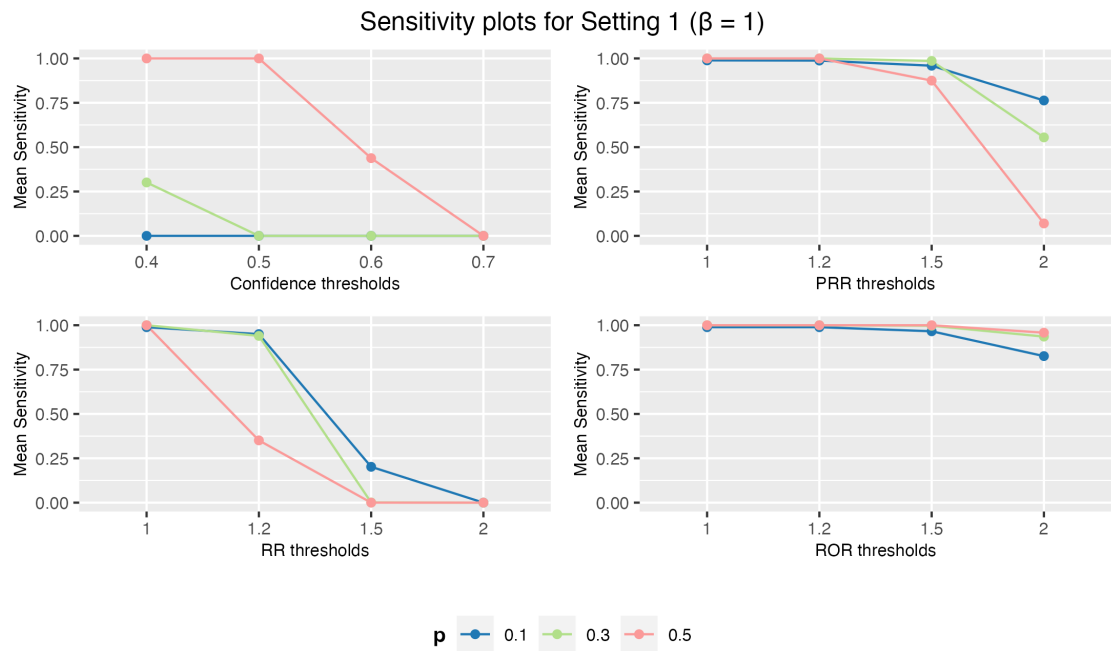 Sensitivity plots for Setting 1 (β = 1)
Mean Sensitivity
1.00
0.75
0.50
0.25
0.00
0.4 0.5 0.6 0.7
Confidence thresholds
Mean Sensitivity
1.00
0.75
0.50
0.25
0.00
1 1.2 1.5 2
PRR thresholds
Mean Sensitivity
1.00
0.75
0.50
0.25
0.00
1 1.2 1.5 2
RR thresholds
Mean Sensitivity
1.00
0.75
0.50
0.25
0.00
1 1.2 1.5 2
ROR thresholds
p 0.1 0.3 0.5